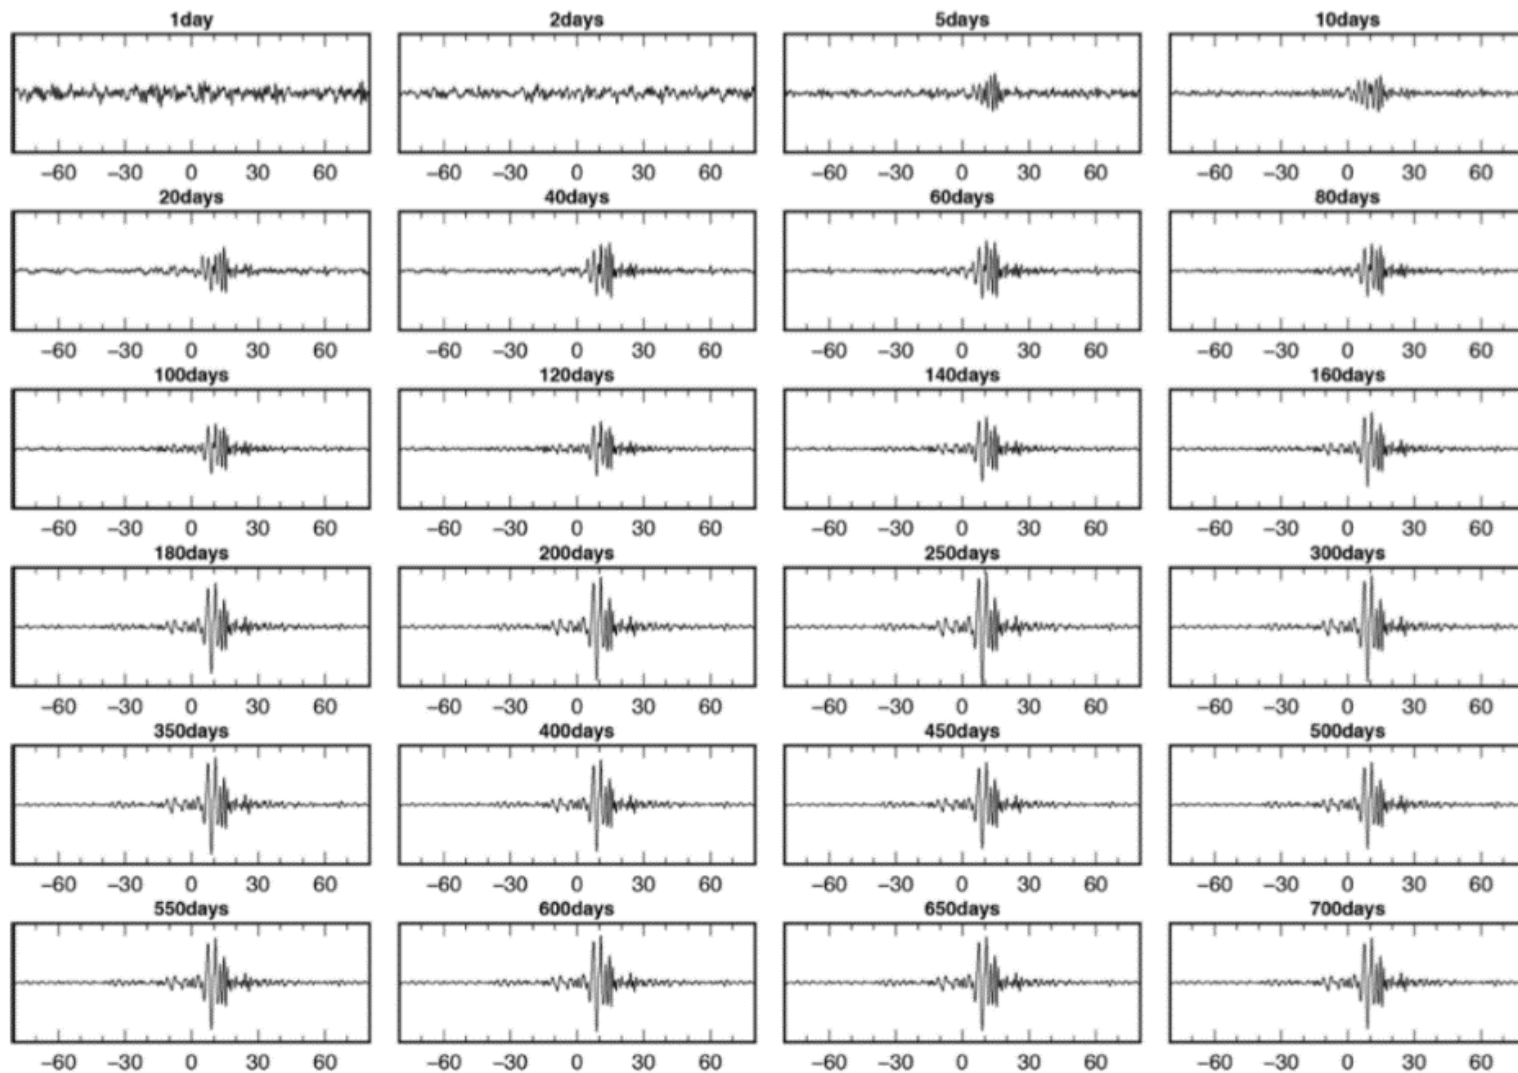 1day 2days 5days 10days
−60 −30 0 30 60 −60 −30 0 30 60 −60 −30 0 30 60 −60 −30 0 30 60
20days 40days 60days 80days
−60 −30 0 30 60 −60 −30 0 30 60 −60 −30 0 30 60 −60 −30 0 30 60
100days 120days 140days 160days
−60 −30 0 30 60 −60 −30 0 30 60 −60 −30 0 30 60 −60 −30 0 30 60
180days 200days 250days 300days
−60 −30 0 30 60 −60 −30 0 30 60 −60 −30 0 30 60 −60 −30 0 30 60
350days 400days 450days 500days
−60 −30 0 30 60 −60 −30 0 30 60 −60 −30 0 30 60 −60 −30 0 30 60
550days 600days 650days 700days
−60 −30 0 30 60 −60 −30 0 30 60 −60 −30 0 30 60 −60 −30 0 30 60